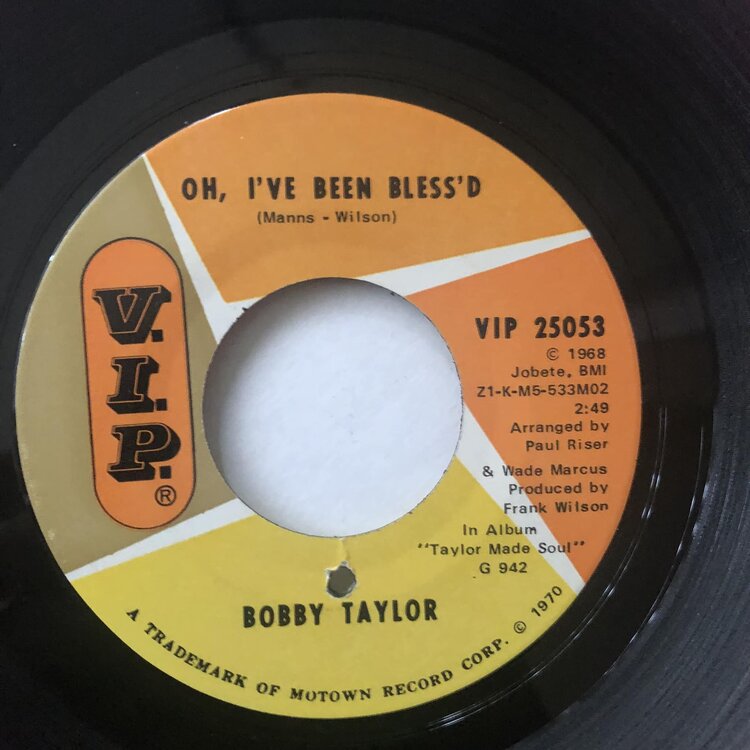 OH, I'VE BEEN BLESS'D
(Manns - Wilson)
V.
I.
P.
®
VIP 25053
© 1968
Jobete, BMI
Z1-K-M5-533M02
2:49
Arranged by
Paul Riser
& Wade Marcus
Produced by
Frank Wilson
In Album
"Taylor Made Soul"
G 942
BOBBY TAYLOR
A TRADEMARK OF MOTOWN RECORD CORP. © 1970